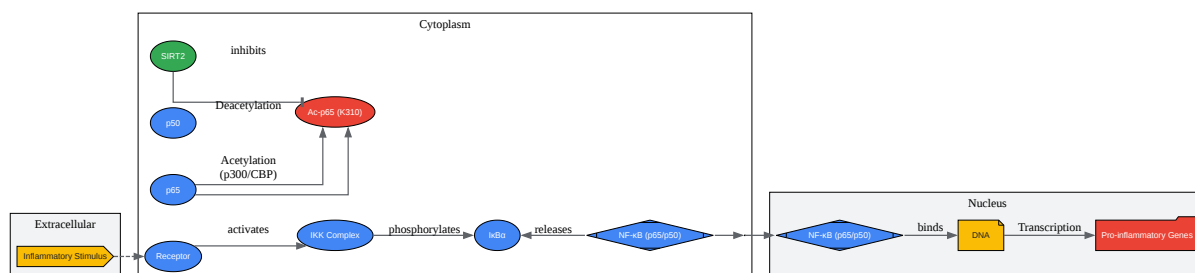 Cytoplasm
SIRT2
inhibits
Deacetylation
Ac-p65 (K310)
p50
Acetylation
(p300/CBP)
p65
Extracellular
Inflammatory Stimulus
Receptor
activates
IKK Complex
phosphorylates
IκBα
releases
NF-κB (p65/p50)
Nucleus
NF-κB (p65/p50)
binds
DNA
Transcription
Pro-inflammatory Genes